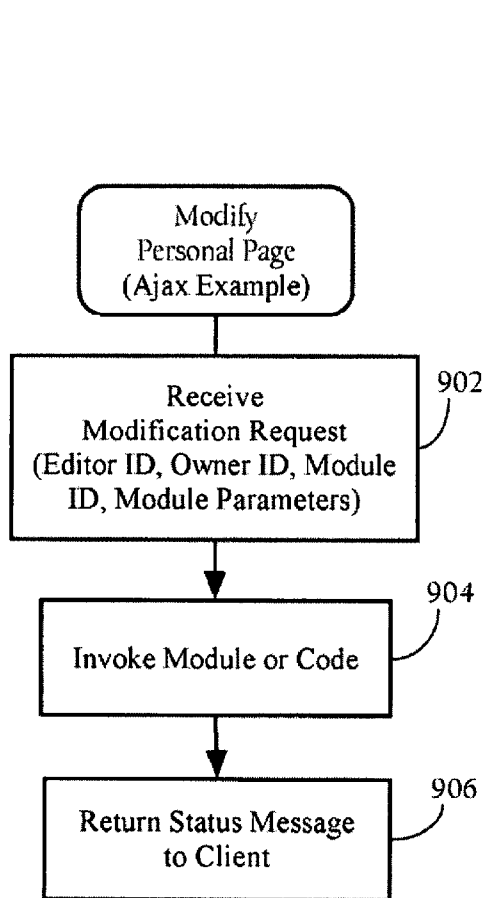 Modify
Personal Page
(Ajax Example)
902
Receive
Modification Request
(Editor ID, Owner ID, Module
ID, Module Parameters)
904
Invoke Module or Code
906
Return Status Message
to Client